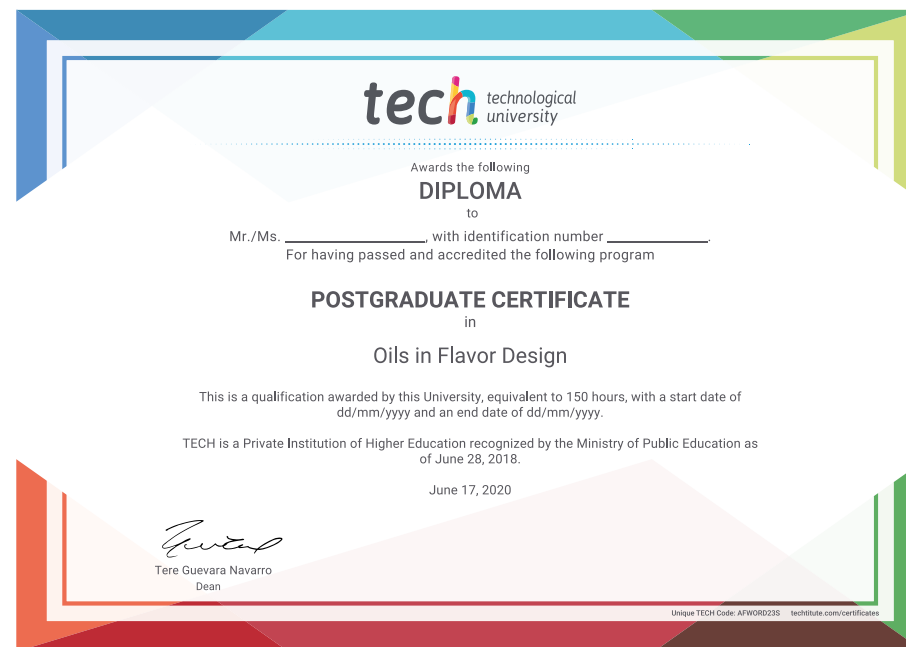 tech technological
university
Awards the following
DIPLOMA
to
Mr./Ms. ____________________, with identification number ______________.
For having passed and accredited the following program
POSTGRADUATE CERTIFICATE
in
Oils in Flavor Design
This is a qualification awarded by this University, equivalent to 150 hours, with a start date of
dd/mm/yyyy and an end date of dd/mm/yyyy.
TECH is a Private Institution of Higher Education recognized by the Ministry of Public Education as
of June 28, 2018.
June 17, 2020
Tere Guevara Navarro
Dean
Unique TECH Code: AFWORD23S techtitute.com/certificates